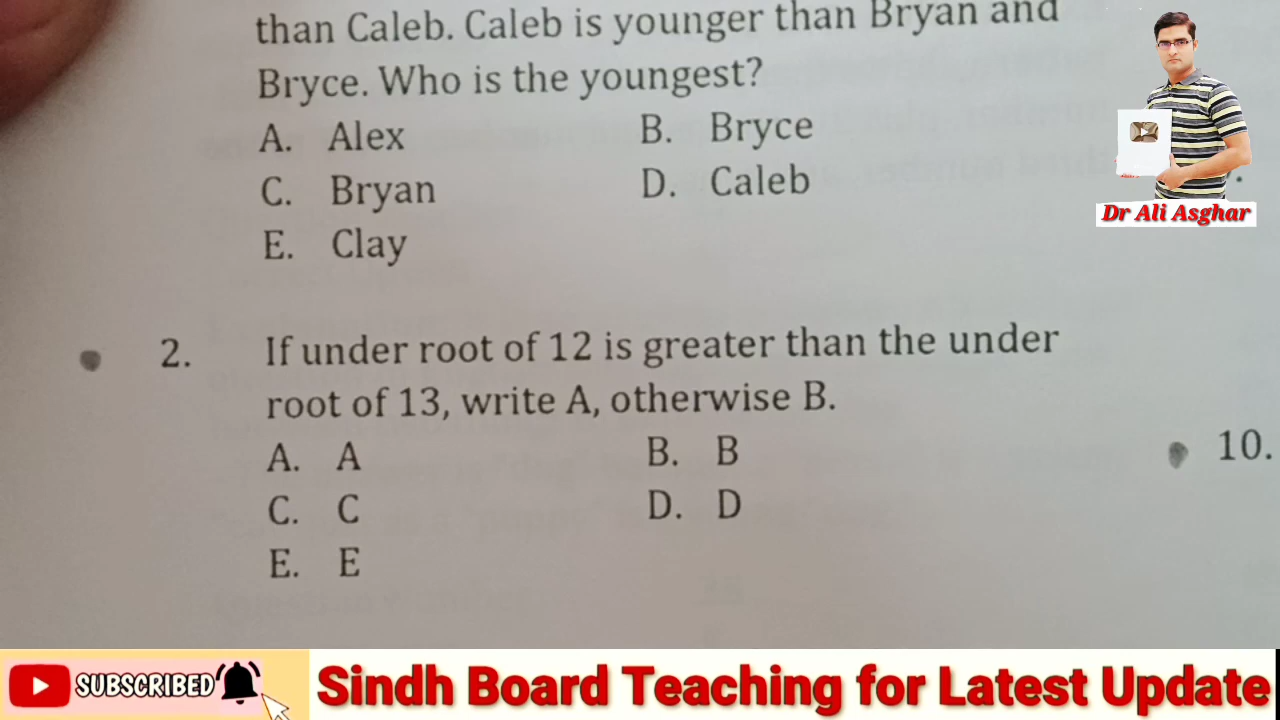 than Caleb. Caleb is younger than Bryan and
Bryce. Who is the youngest?
A. Alex B. Bryce
C. Bryan D. Caleb
E. Clay
2. If under root of 12 is greater than the under
root of 13, write A, otherwise B.
A. A B. B
C. C D. D
E. E
10.
Dr Ali Asghar
SUBSCRIBED
Sindh Board Teaching for Latest Update